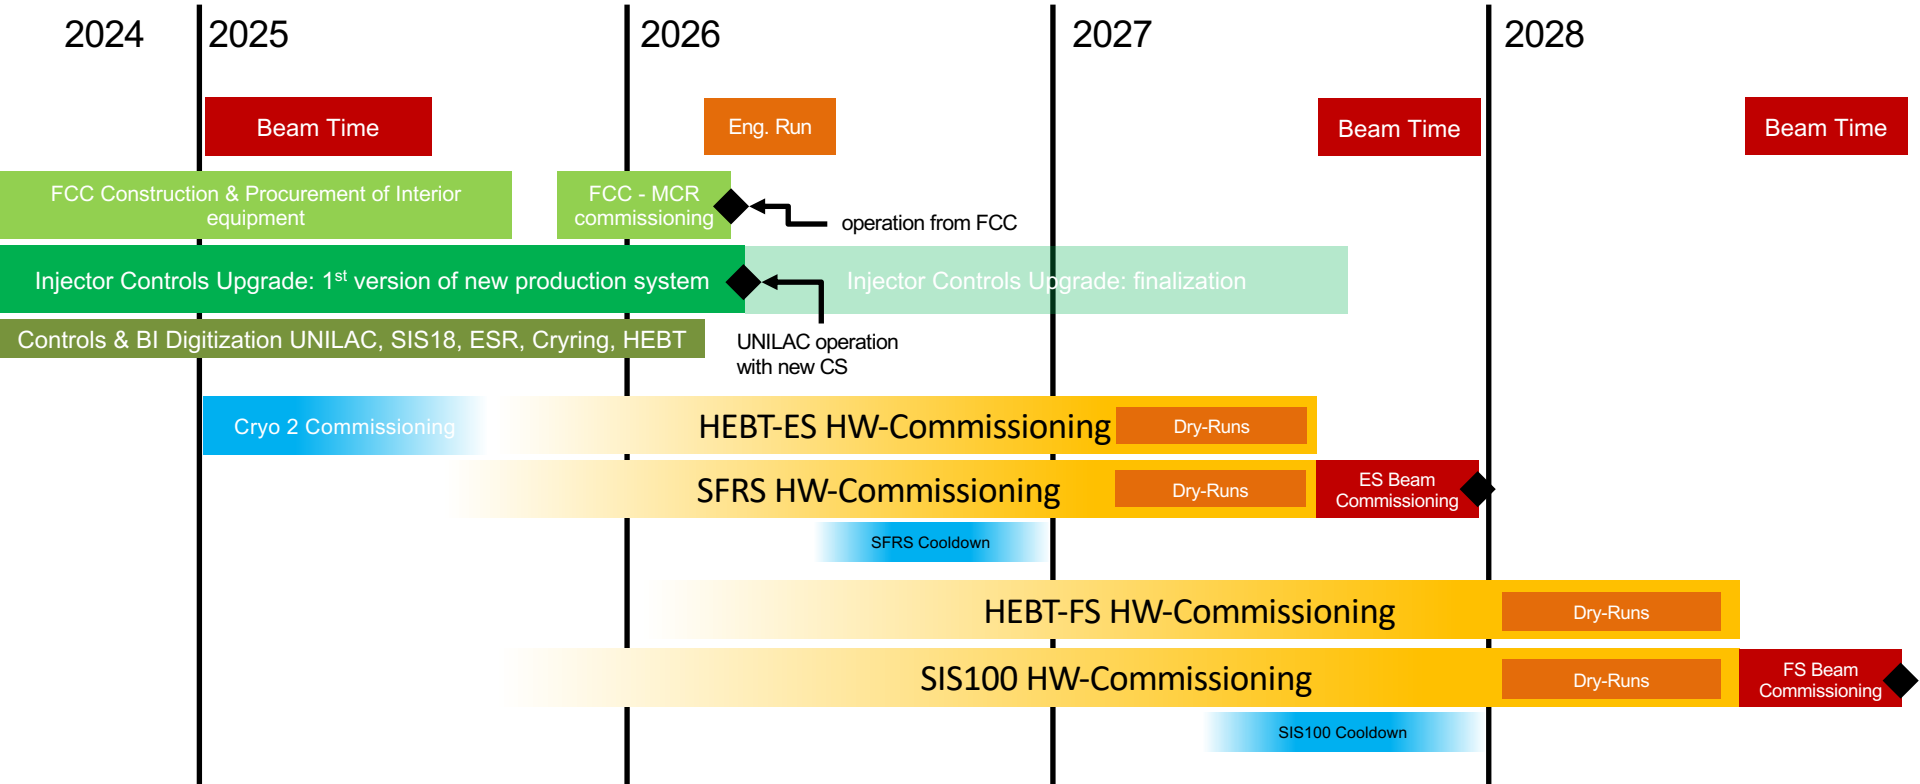 2024
2025
2026
2027
2028
Beam Time
Eng. Run
Beam Time
Beam Time
FCC Construction & Procurement of Interior
equipment
FCC - MCR
commissioning
operation from FCC
Injector Controls Upgrade: 1st version of new production system
Injector Controls Upgrade: finalization
Controls & BI Digitization UNILAC, SIS18, ESR, Cryring, HEBT
UNILAC operation
with new CS
Cryo 2 Commissioning
HEBT-ES HW-Commissioning
Dry-Runs
SFRS HW-Commissioning
Dry-Runs
ES Beam
Commissioning
SFRS Cooldown
HEBT-FS HW-Commissioning
Dry-Runs
SIS100 HW-Commissioning
Dry-Runs
FS Beam
Commissioning
SIS100 Cooldown